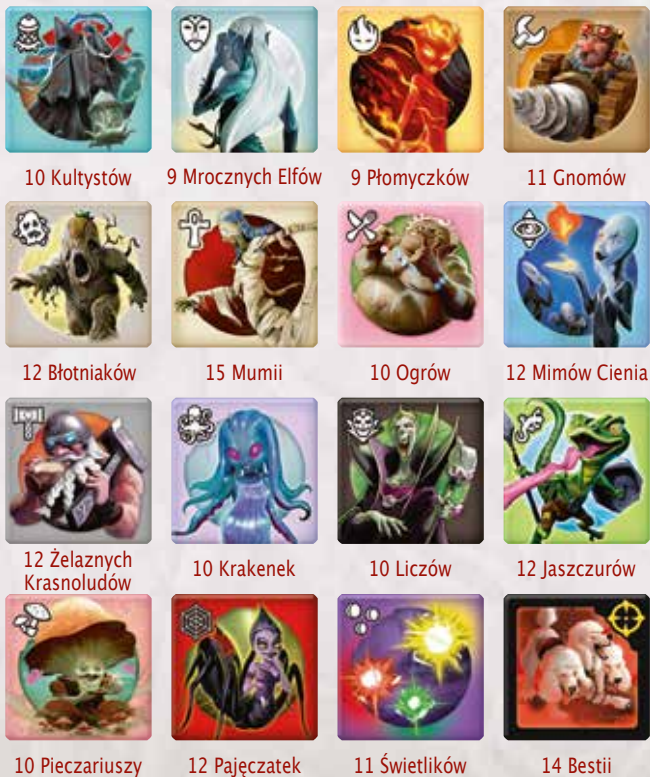 10 Kultystów 9 Mrocznych Elfów 9 Płomyczków 11 Gnomów
12 Błotniaków 15 Mumii 10 Ogrów 12 Mimów Cienia
12 Żelaznych
Krasnoludów 10 Krakenek 10 Liczów 12 Jaszczurów
10 Pieczariuszy 12 Pajęczatek 11 Świetlików 14 Bestii